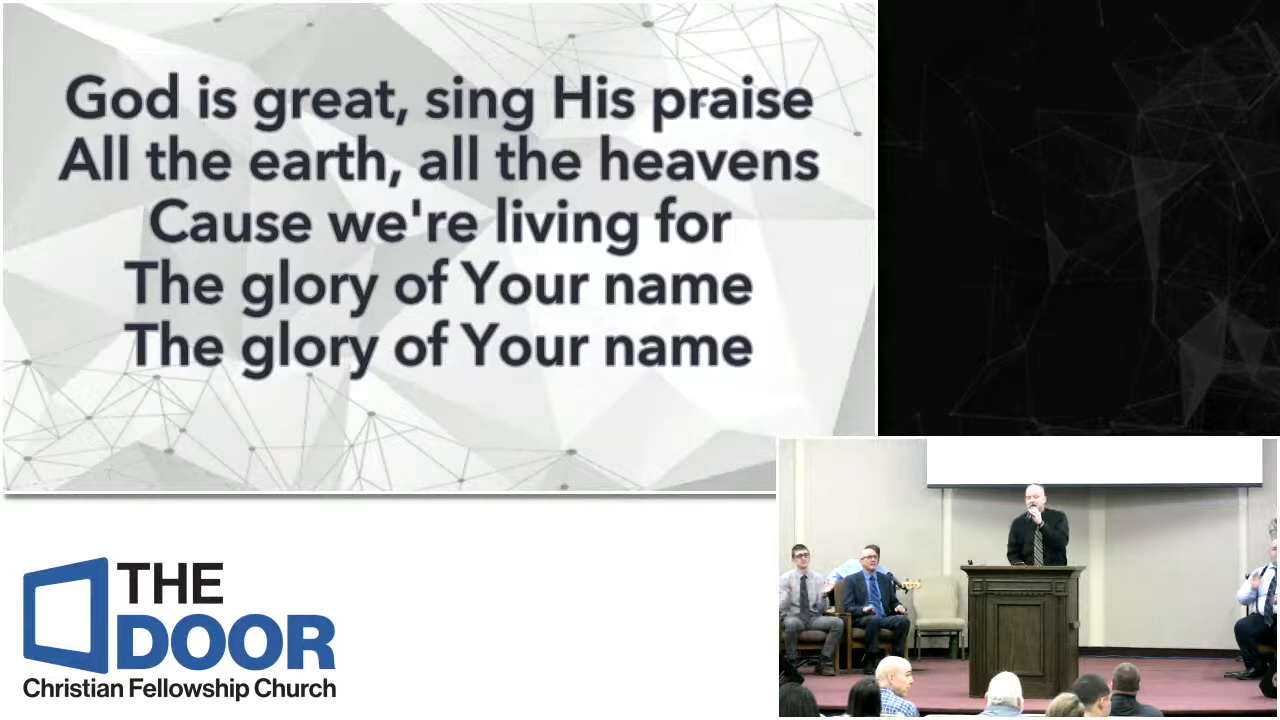 God is great, sing His praise
All the earth, all the heavens
Cause we're living for
The glory of Your name
The glory of Your name
THE
DOOR
Christian Fellowship Church